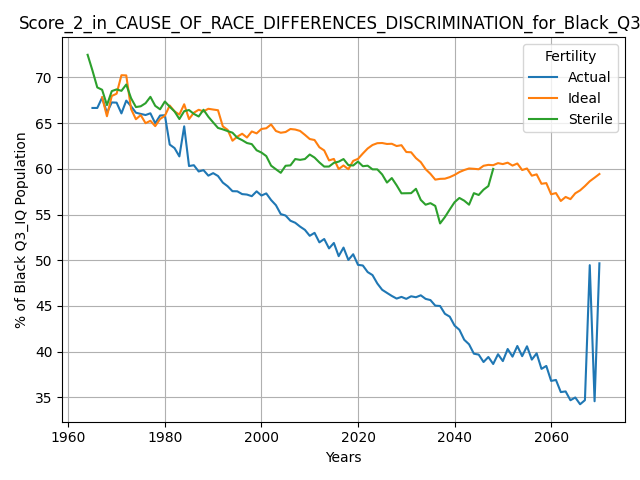 Score_2_in_CAUSE_OF_RACE_DIFFERENCES_DISCRIMINATION_for_Black_Q3
Fertility
Actual
Ideal
Sterile
% of Black Q3_IQ Population
70
65
60
55
50
45
40
35
1960 1980 2000 2020 2040 2060
Years